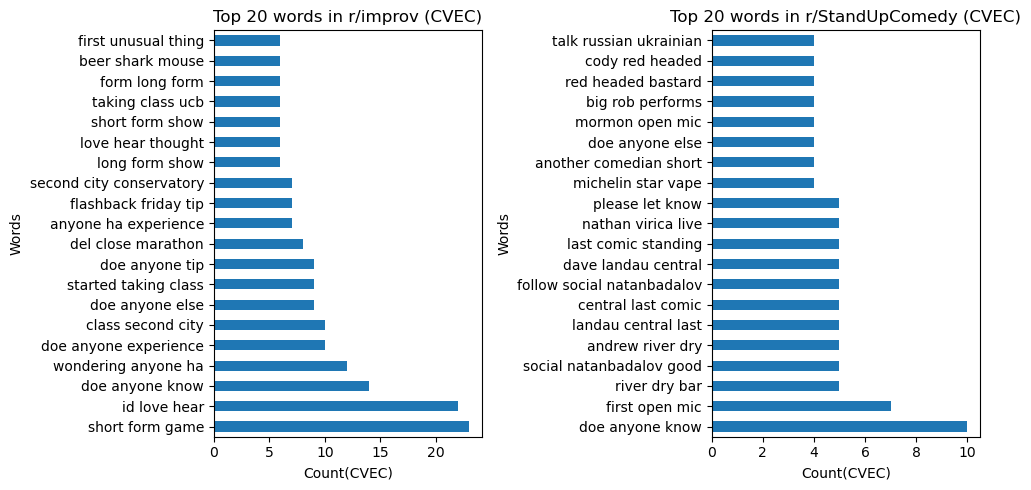 Top 20 words in r/improv (CVEC)
first unusual thing
beer shark mouse
form long form
taking class ucb
short form show
love hear thought
long form show
second city conservatory
flashback friday tip
anyone ha experience
del close marathon
doe anyone tip
started taking class
doe anyone else
class second city
doe anyone experience
wondering anyone ha
doe anyone know
id love hear
short form game
Words
0 5 10 15 20
Count(CVEC)
Top 20 words in r/StandUpComedy (CVEC)
talk russian ukrainian
cody red headed
red headed bastard
big rob performs
mormon open mic
doe anyone else
another comedian short
michelin star vape
please let know
nathan virica live
last comic standing
dave landau central
follow social natanbadalov
central last comic
landau central last
andrew river dry
social natanbadalov good
river dry bar
first open mic
doe anyone know
Words
0 2 4 6 8 10
Count(CVEC)